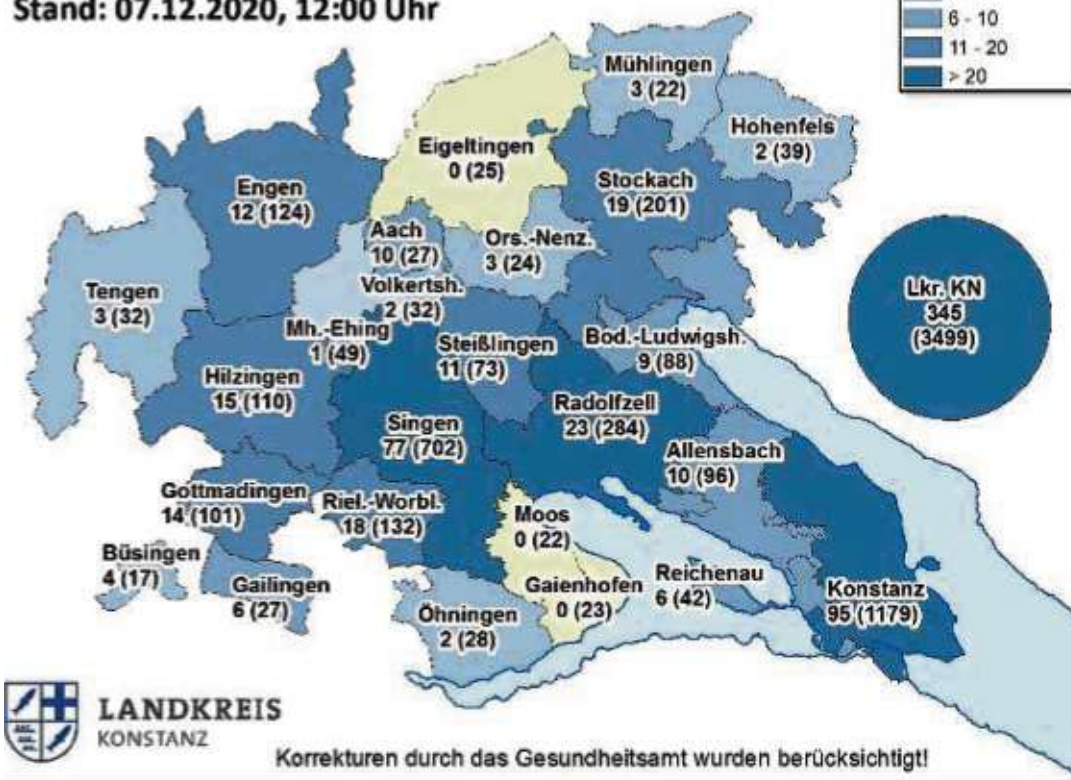 Stand: 07.12.2020, 12:00 Uhr
6 - 10
11 - 20
> 20
Mühlingen
3 (22)
Hohenfels
2 (39)
Eigeltingen
0 (25)
Engen
12 (124)
Stockach
19 (201)
Aach
10 (27)
Ors.-Nenz.
3 (24)
Tengen
3 (32)
Volkertsh.
2 (32)
Lkr. KN
345
(3499)
Mh.-Ehing
1 (49)
Steißlingen
11 (73)
Bod.-Ludwigsh.
9 (88)
Hilzingen
15 (110)
Singen
77 (702)
Radolfzell
23 (284)
Allensbach
10 (96)
Gottmadingen
14 (101)
Riel.-Worbl.
18 (132)
Moos
0 (22)
Büsingen
4 (17)
Gailingen
6 (27)
Gaienhofen
0 (23)
Reichenau
6 (42)
Konstanz
95 (1179)
Öhningen
2 (28)
LANDKREIS
KONSTANZ
Korrekturen durch das Gesundheitsamt wurden berücksichtigt!